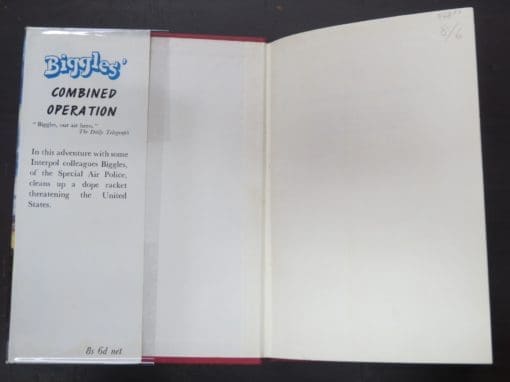 Biggles'
COMBINED
OPERATION
"Biggles, our air hero."
The Daily Telegraph
In this adventure with some
Interpol colleagues Biggles,
of the Special Air Police,
cleans up a dope racket
threatening the United
States.
8s 6d net
8/6